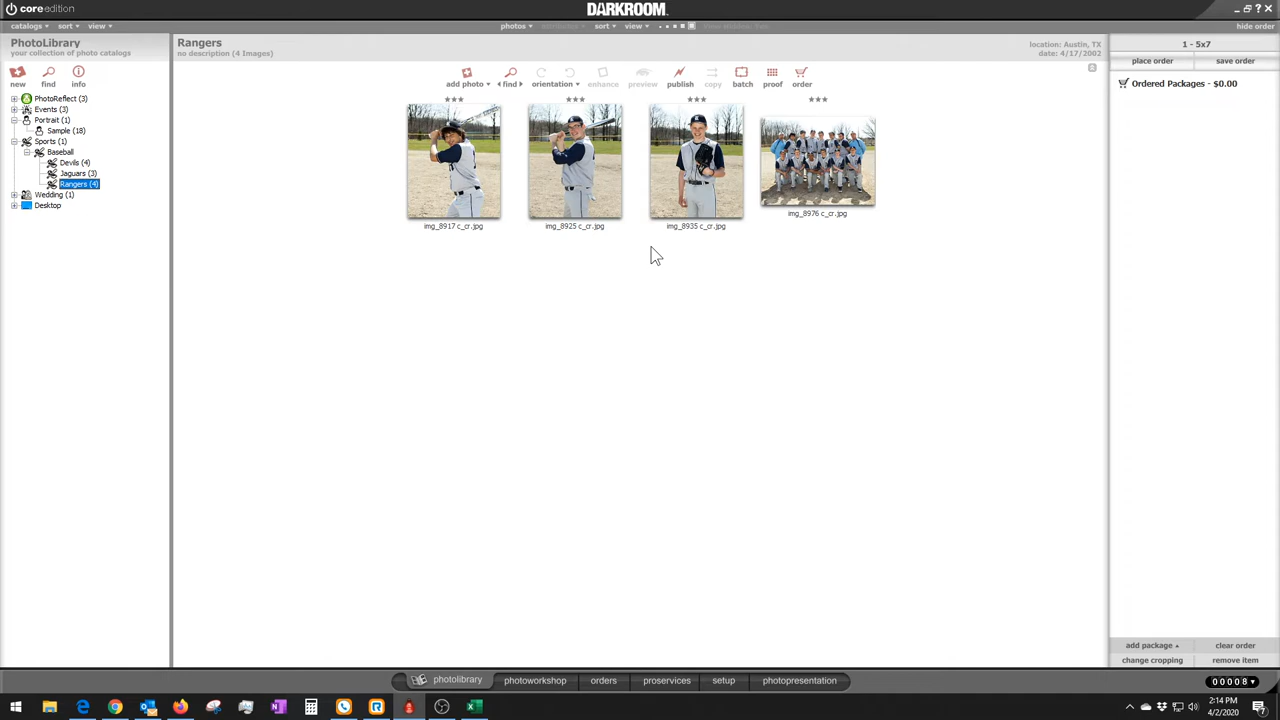 coreedition
DARKROOM
catalogs sort view
photos sort view
hide order
PhotoLibrary
your collection of photo catalogs
Rangers
no description (4 Images)
location: Austin, TX
date: 4/17/2002
1 - 5x7
place order save order
new find info
add photo find orientation enhance preview publish copy batch proof order
Ordered Packages - $0.00
PhotoReflect (3)
Events (3)
Portrait (1)
Sample (18)
Sports (1)
Baseball
Devils (4)
Jaguars (3)
Rangers (4)
Wedding (1)
Desktop
img_8917 c_cr.jpg
img_8925 c_cr.jpg
img_8935 c_cr.jpg
img_8976 c_cr.jpg
add package clear order
change cropping remove item
photolibrary photoworkshop orders proservices setup photopresentation
00008
2:14 PM
4/2/2020